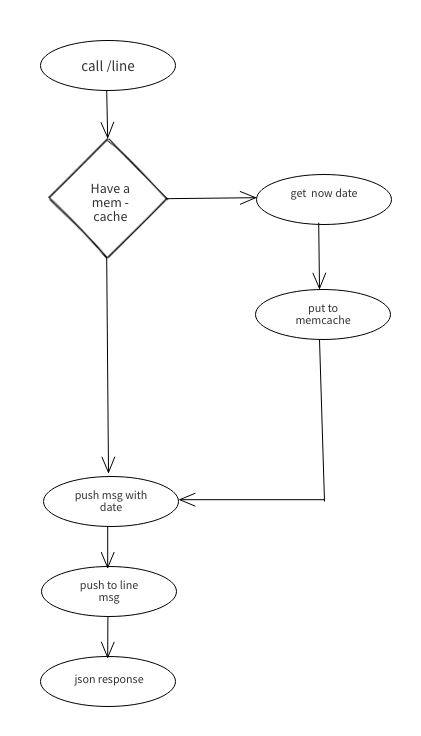 call /line
Have a
mem -
cache
get now date
put to
memcache
push msg with
date
push to line
msg
json response